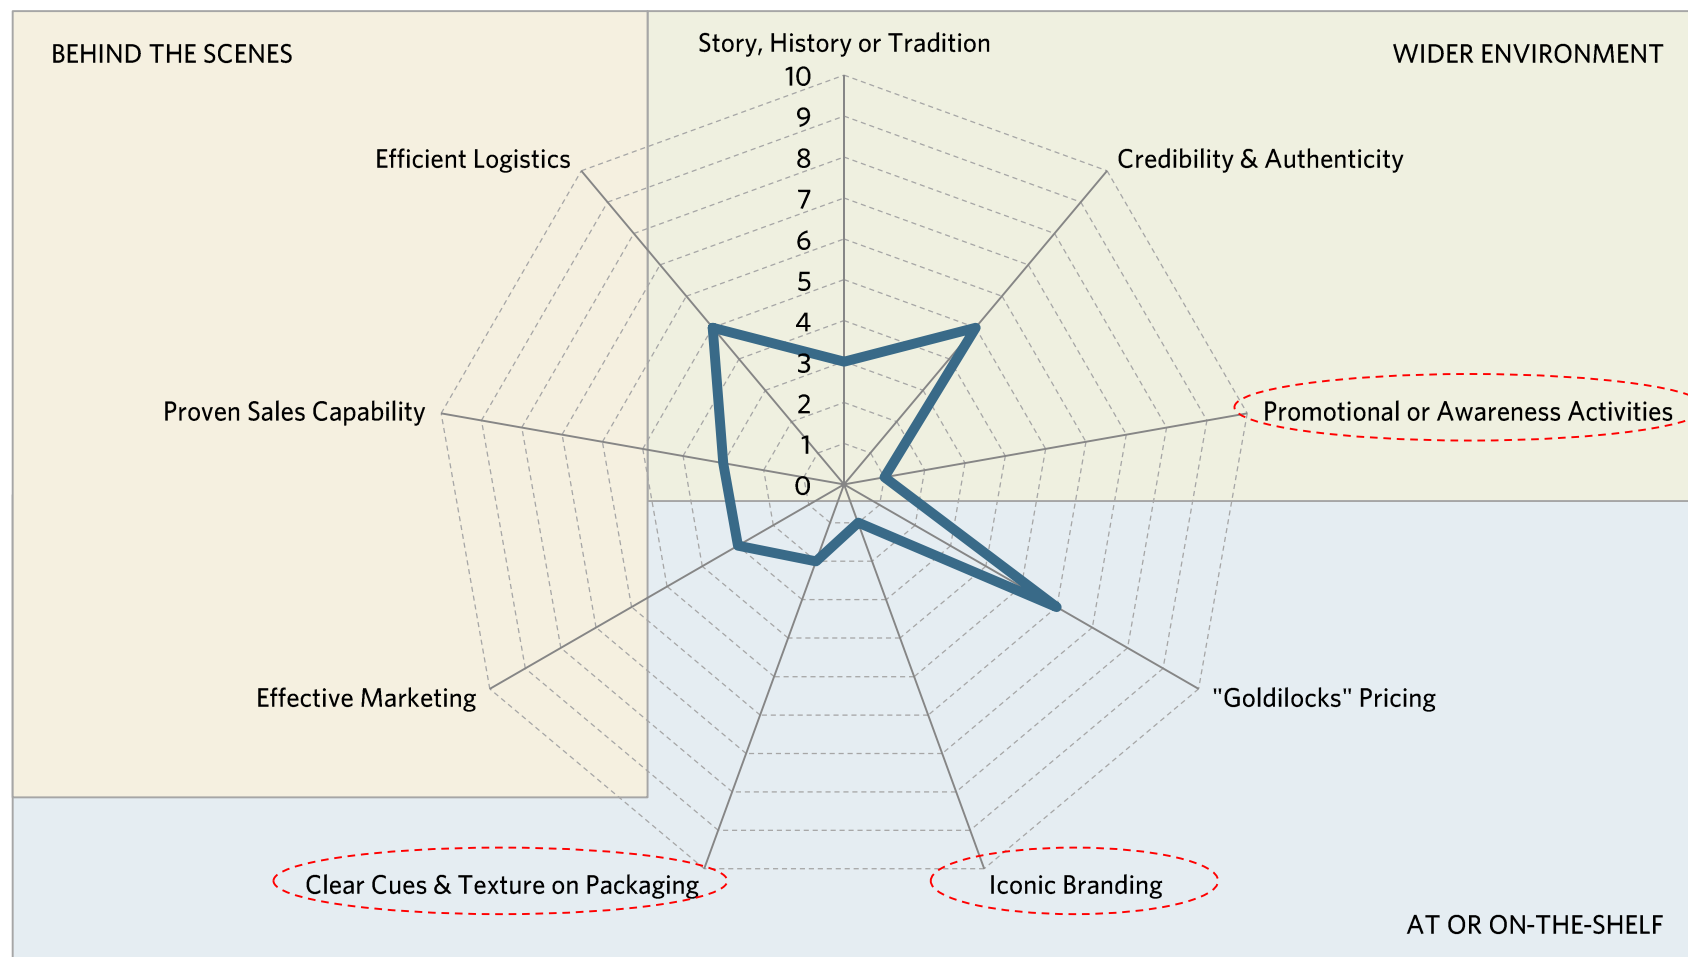 BEHIND THE SCENES
Story, History or Tradition
WIDER ENVIRONMENT
10
9
8
7
6
5
4
3
2
1
0
Efficient Logistics
Credibility & Authenticity
Proven Sales Capability
Promotional or Awareness Activities
Effective Marketing
"Goldilocks" Pricing
Clear Cues & Texture on Packaging
Iconic Branding
AT OR ON-THE-SHELF